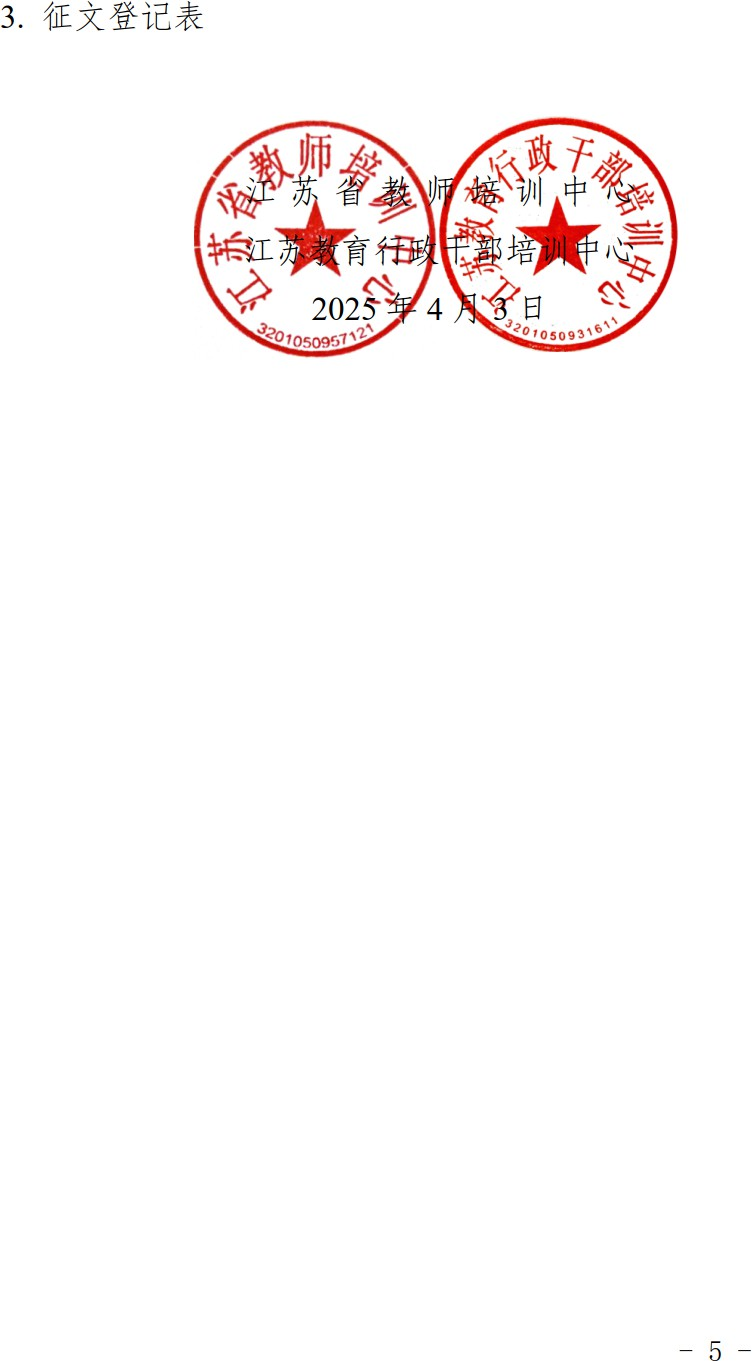 3. 征文登记表
江苏省教师培训中心
江苏教育行政干部培训中心
2025 年 4 月 3 日
江苏省教师培训中心
3201050957121
江苏教育行政干部培训中心
3201050931611
- 5 -